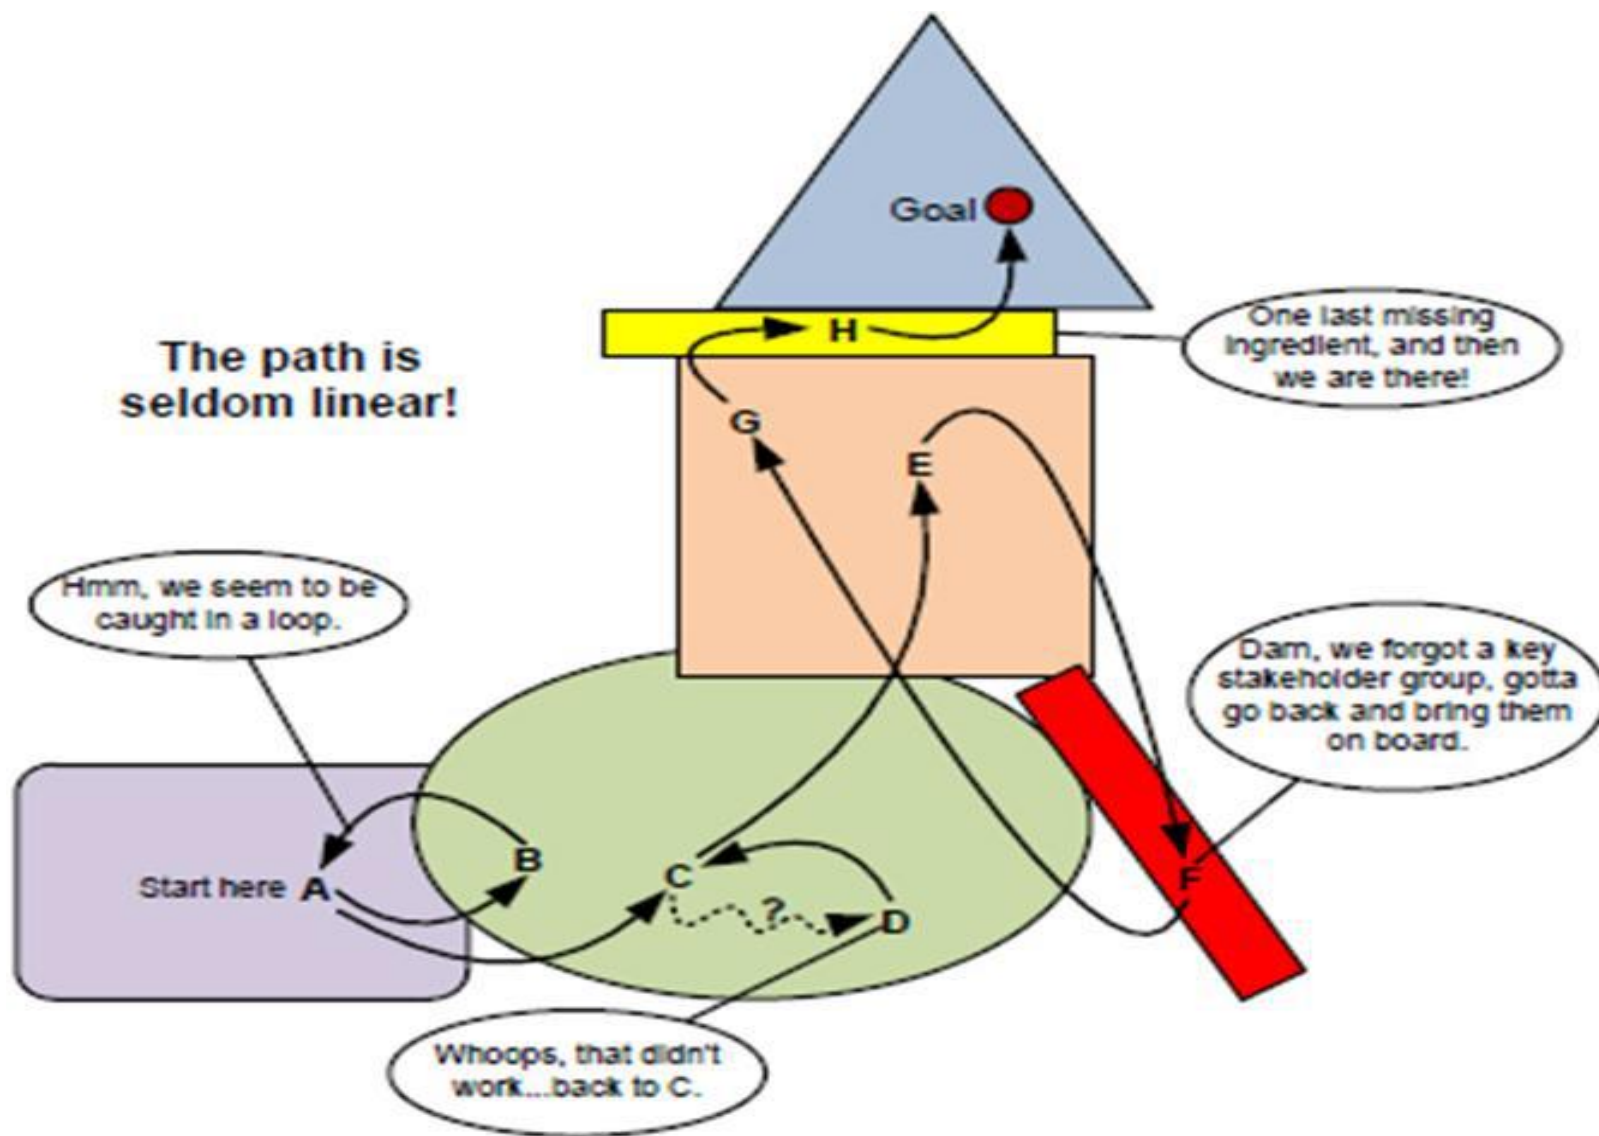 Goal
H
One last missing
ingredient, and then
we are there!
The path is
seldom linear!
G
E
Hmm, we seem to be
caught in a loop.
Darn, we forgot a key
stakeholder group, gotta
go back and bring them
on board.
B
Start here A
C
F
?
D
Whoops, that didn't
work...back to C.